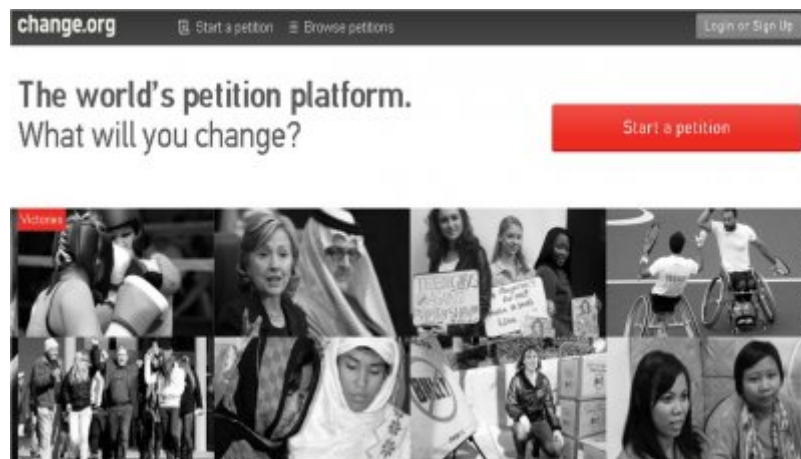 change.org
Start a petition
Browse petitions
Login or Sign Up
The world's petition platform.
What will you change?
Start a petition
Victories